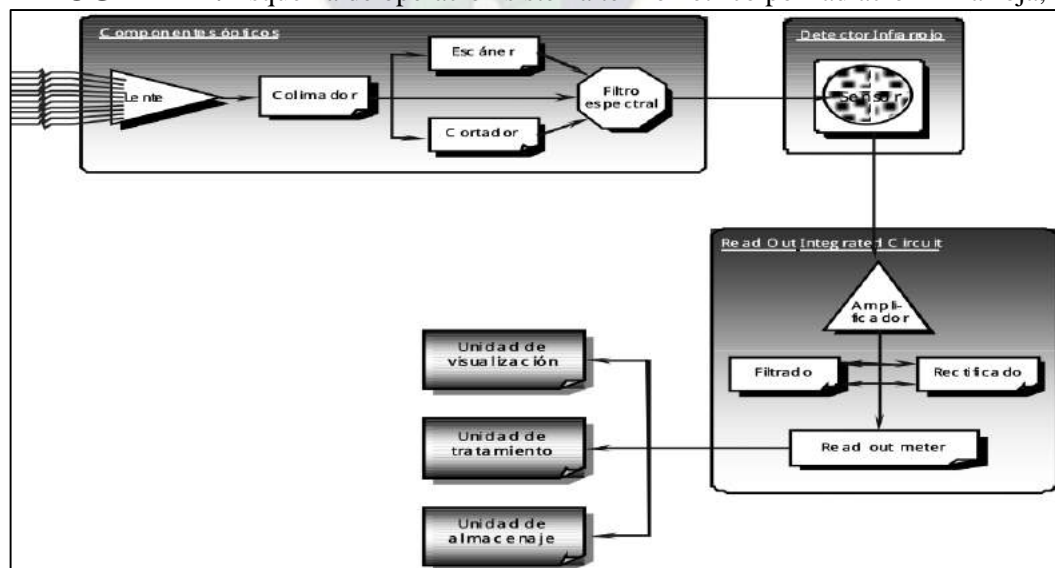 Componentes ópticos
Lente
Colimador
Escáner
Cortador
Filtro
espectral
Detector Infrarrojo
Sensor
Read Out Integrated Circuit
Ampli-
ficador
Filtrado
Rectificado
Read out meter
Unidad de
visualización
Unidad de
tratamiento
Unidad de
almacenaje